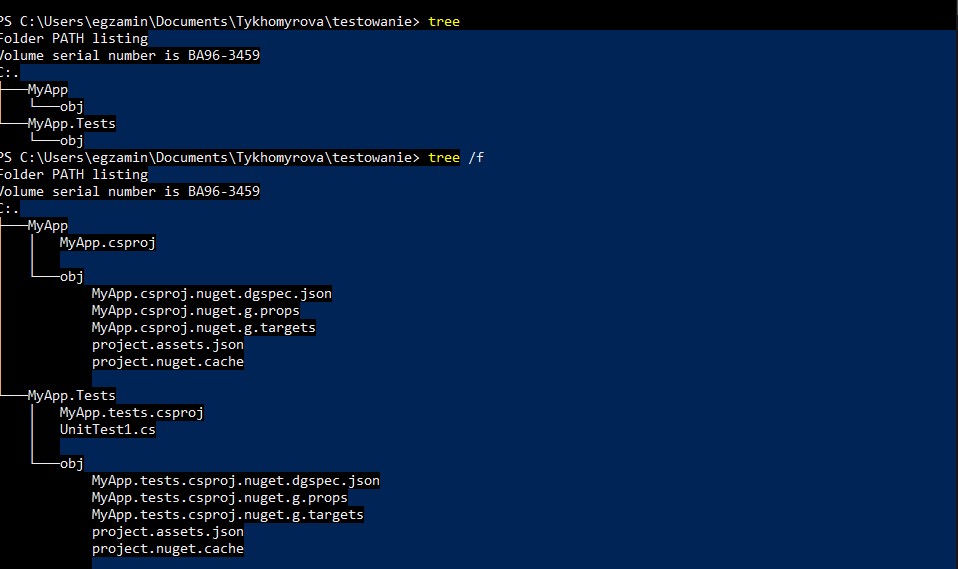 PS C:\Users\egzamin\Documents\Tykhomyrova\testowanie> tree
Folder PATH listing
Volume serial number is BA96-3459
C:.
├───MyApp
│   └───obj
└───MyApp.Tests
    └───obj
PS C:\Users\egzamin\Documents\Tykhomyrova\testowanie> tree /f
Folder PATH listing
Volume serial number is BA96-3459
C:.
├───MyApp
│   │   MyApp.csproj
│   │
│   └───obj
│           MyApp.csproj.nuget.dgspec.json
│           MyApp.csproj.nuget.g.props
│           MyApp.csproj.nuget.g.targets
│           project.assets.json
│           project.nuget.cache
│
└───MyApp.Tests
    │   MyApp.tests.csproj
    │   UnitTest1.cs
    │
    └───obj
            MyApp.tests.csproj.nuget.dgspec.json
            MyApp.tests.csproj.nuget.g.props
            MyApp.tests.csproj.nuget.g.targets
            project.assets.json
            project.nuget.cache